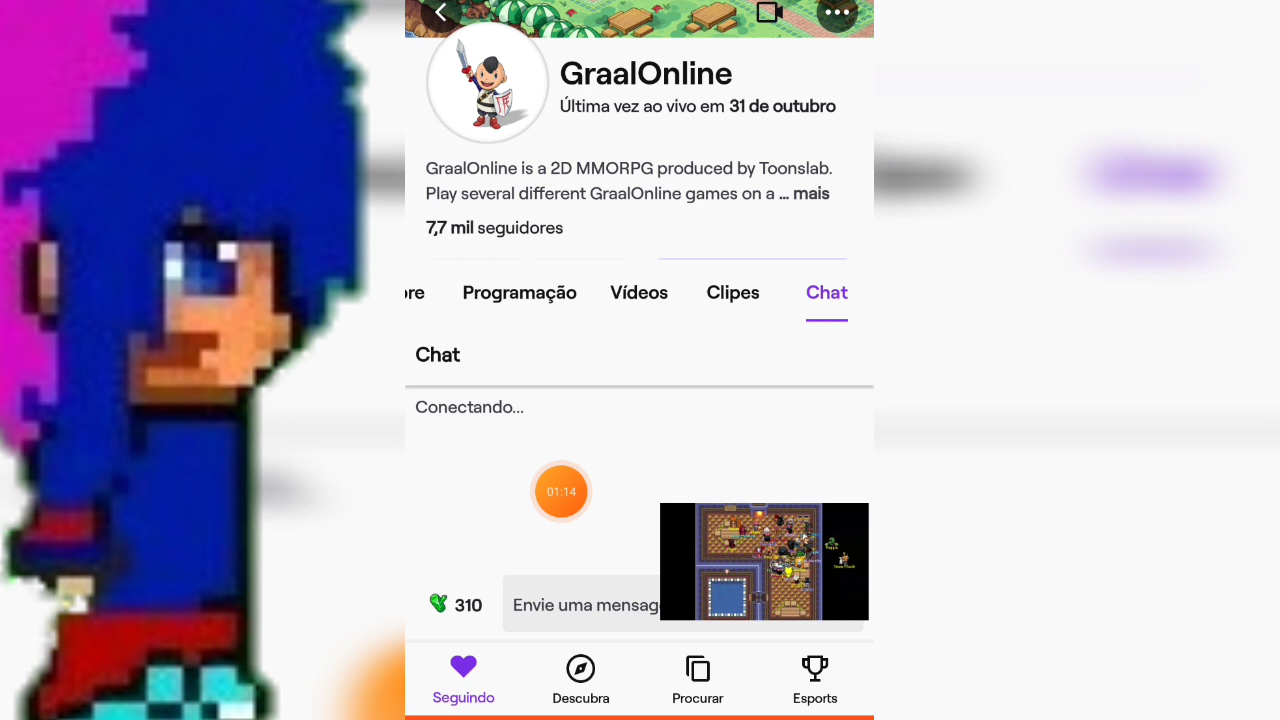 GraalOnline
Última vez ao vivo em 31 de outubro
GraalOnline is a 2D MMORPG produced by Toonslab.
Play several different GraalOnline games on a ... mais
7,7 mil seguidores
ore Programação Vídeos Clipes Chat
Chat
Conectando...
01:14
310 Envie uma mensag
Seguindo Descubra Procurar Esports